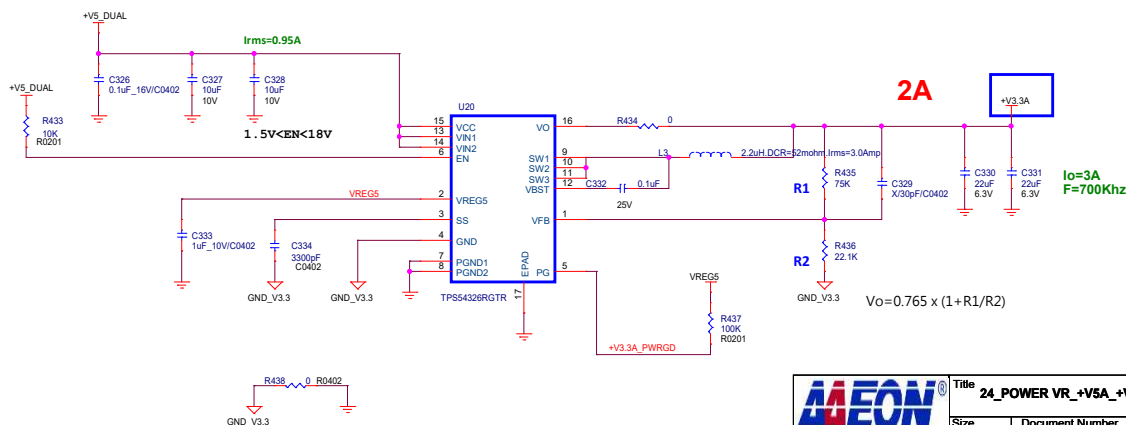 +V5_DUAL
Irms=0.95A
+V5_DUAL
C326
0.1uF_16V/C0402
C327
10uF
10V
C328
10uF
10V
R433
10K
R0201
1.5V<EN<18V
U20
15 VCC
13 VIN1
14 VIN2
6 EN
2 VREG5
3 SS
4 GND
7 PGND1
8 PGND2
VO 16
SW1 9
SW2 10
SW3 11
VBST 12
VFB 1
PG 5
EPAD
17
TPS54326RGTR
R434 0
2A
+V3.3A
L3
2.2uH.DCR=52mohm.Irms=3.0Amp
C332 0.1uF
25V
R1
R435
75K
C329
X/30pF/C0402
C330
22uF
6.3V
C331
22uF
6.3V
Io=3A
F=700Khz
VREG5
C333
1uF_10V/C0402
C334
3300pF
C0402
GND_V3.3
GND_V3.3
R2
R436
22.1K
GND_V3.3
Vo=0.765 x (1+R1/R2)
VREG5
R437
100K
R0201
+V3.3A_PWRGD
R438 0 R0402
GND_V3.3
AAEON®
Title
24_POWER VR_+V5A_+V
Size
Document Number